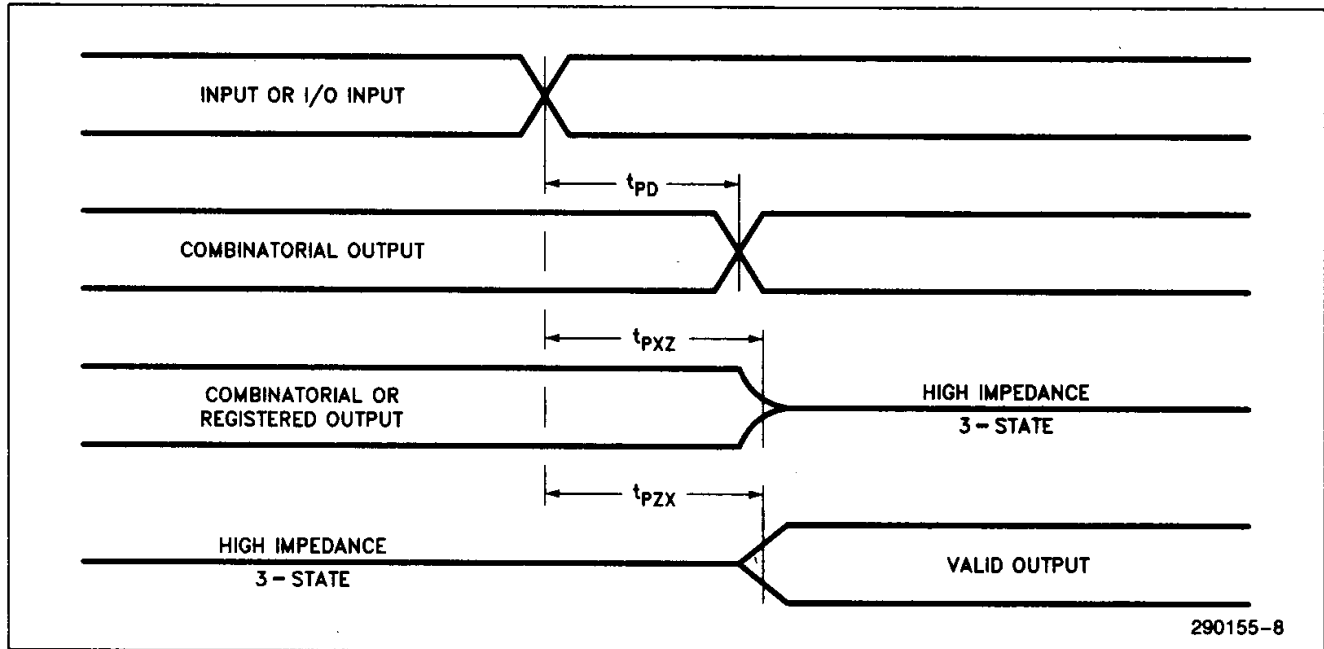 INPUT OR I/O INPUT
tPD
COMBINATORIAL OUTPUT
tPXZ
COMBINATORIAL OR
REGISTERED OUTPUT
HIGH IMPEDANCE
3-STATE
tPZX
HIGH IMPEDANCE
3-STATE
VALID OUTPUT
290155-8